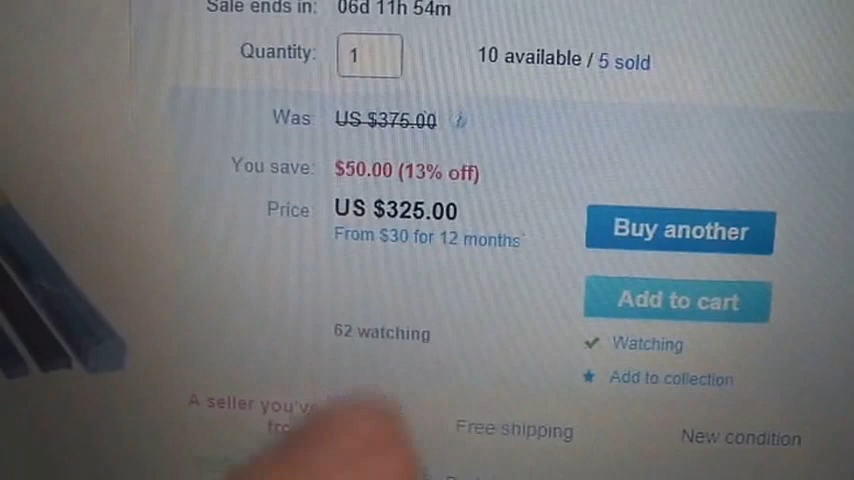 Sale ends in: 06d 11h 54m
Quantity: 1 10 available / 5 sold
Was: US $375.00
You save: $50.00 (13% off)
Price US $325.00
From $30 for 12 months*
Buy another
Add to cart
62 watching
Watching
Add to collection
A seller you've
Free shipping
New condition